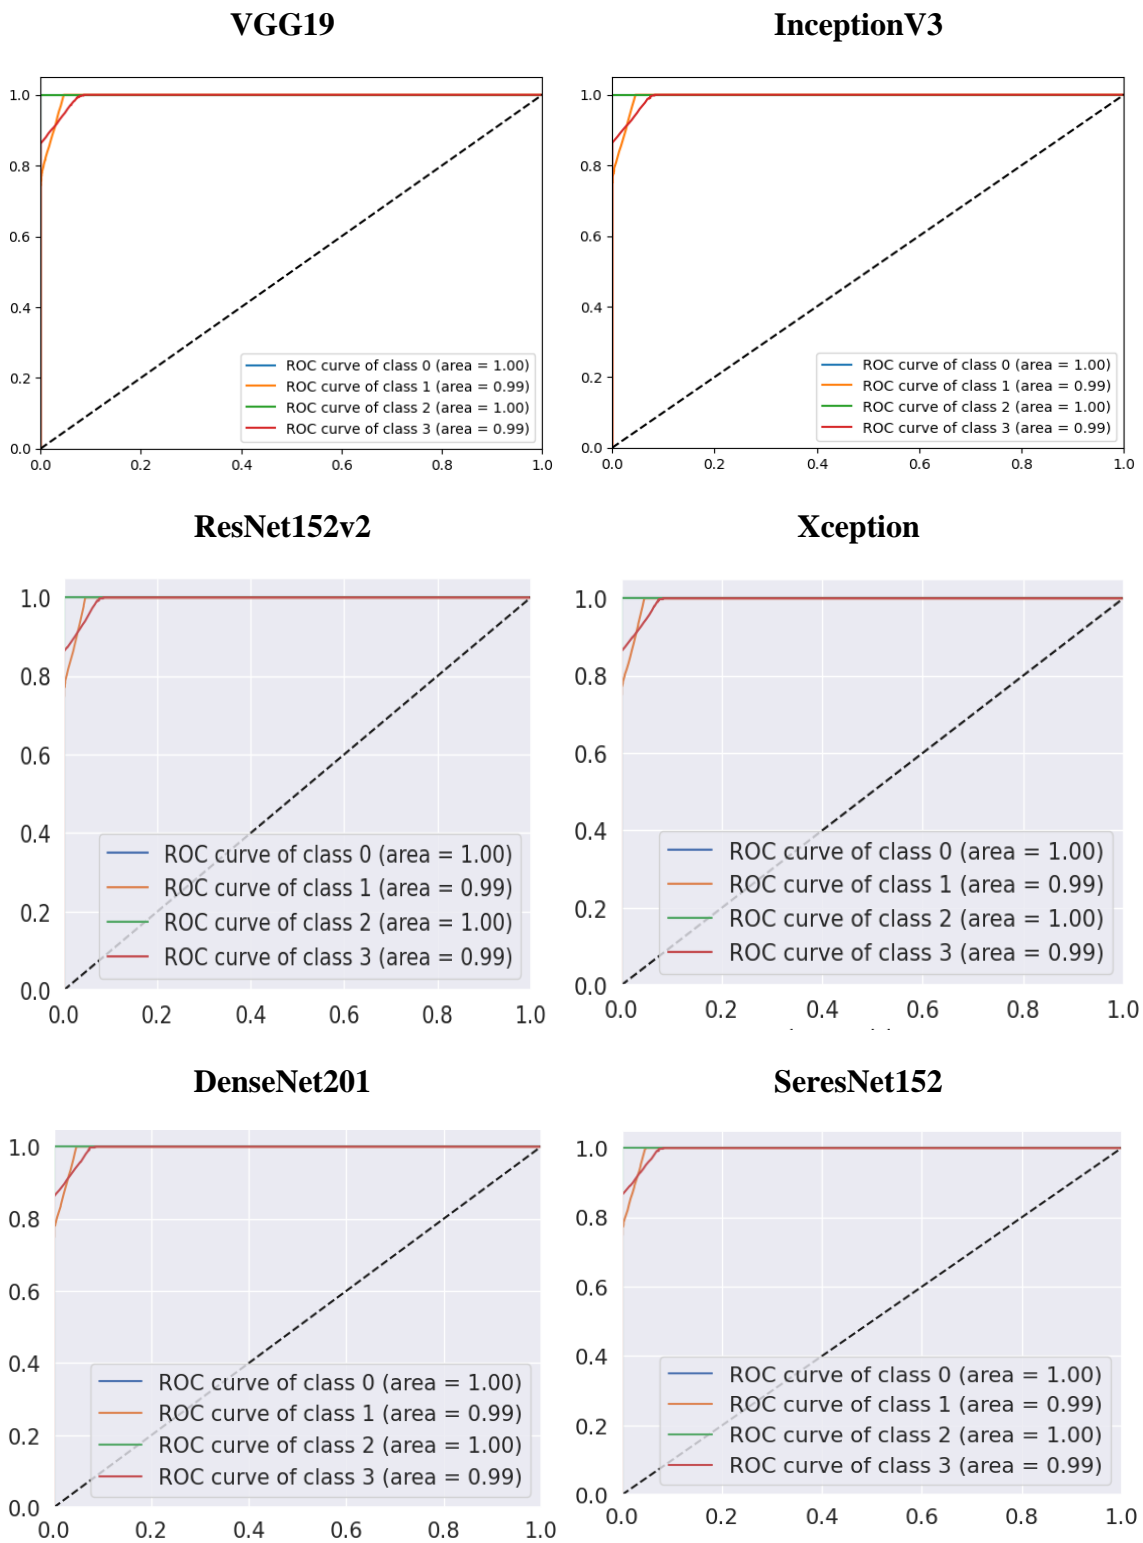 VGG19
InceptionV3
1.0
0.8
0.6
0.4
0.2
0.0
ROC curve of class 0 (area = 1.00)
ROC curve of class 1 (area = 0.99)
ROC curve of class 2 (area = 1.00)
ROC curve of class 3 (area = 0.99)
0.0 0.2 0.4 0.6 0.8 1.0
1.0
0.8
0.6
0.4
0.2
0.0
ROC curve of class 0 (area = 1.00)
ROC curve of class 1 (area = 0.99)
ROC curve of class 2 (area = 1.00)
ROC curve of class 3 (area = 0.99)
0.0 0.2 0.4 0.6 0.8 1.0
ResNet152v2
Xception
1.0
0.8
0.6
0.4
0.2
0.0
ROC curve of class 0 (area = 1.00)
ROC curve of class 1 (area = 0.99)
ROC curve of class 2 (area = 1.00)
ROC curve of class 3 (area = 0.99)
0.0 0.2 0.4 0.6 0.8 1.0
1.0
0.8
0.6
0.4
0.2
0.0
ROC curve of class 0 (area = 1.00)
ROC curve of class 1 (area = 0.99)
ROC curve of class 2 (area = 1.00)
ROC curve of class 3 (area = 0.99)
0.0 0.2 0.4 0.6 0.8 1.0
DenseNet201
SeresNet152
1.0
0.8
0.6
0.4
0.2
0.0
ROC curve of class 0 (area = 1.00)
ROC curve of class 1 (area = 0.99)
ROC curve of class 2 (area = 1.00)
ROC curve of class 3 (area = 0.99)
0.0 0.2 0.4 0.6 0.8 1.0
1.0
0.8
0.6
0.4
0.2
0.0
ROC curve of class 0 (area = 1.00)
ROC curve of class 1 (area = 0.99)
ROC curve of class 2 (area = 1.00)
ROC curve of class 3 (area = 0.99)
0.0 0.2 0.4 0.6 0.8 1.0